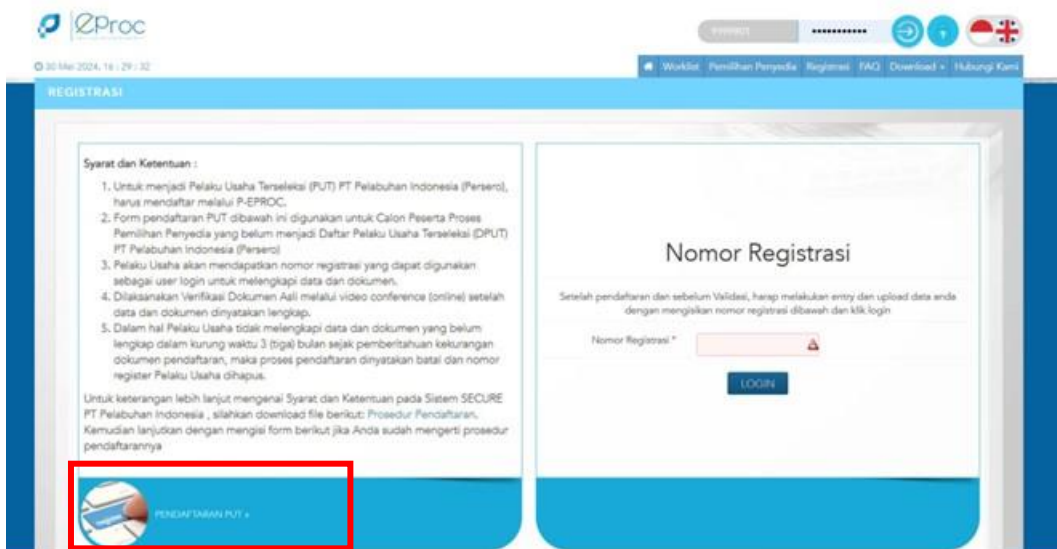 eProc
30 Mei 2024, 16 : 29 : 32
Worklist Pemilihan Penyedia Registrasi FAQ Download Hubungi Kami
REGISTRASI
Syarat dan Ketentuan :
1. Untuk menjadi Pelaku Usaha Terseleksi (PUT) PT Pelabuhan Indonesia (Persero),
harus mendaftar melalui P-EPROC.
2. Form pendaftaran PUT dibawah ini digunakan untuk Calon Peserta Proses
Pemilihan Penyedia yang belum menjadi Daftar Pelaku Usaha Terseleksi (DPUT)
PT Pelabuhan Indonesia (Persero)
3. Pelaku Usaha akan mendapatkan nomor registrasi yang dapat digunakan
sebagai user login untuk melengkapi data dan dokumen.
4. Dilaksanakan Verifikasi Dokumen Asli melalui video conference (online) setelah
data dan dokumen dinyatakan lengkap.
5. Dalam hal Pelaku Usaha tidak melengkapi data dan dokumen yang belum
lengkap dalam kurung waktu 3 (tiga) bulan sejak pemberitahuan kekurangan
dokumen pendaftaran, maka proses pendaftaran dinyatakan batal dan nomor
register Pelaku Usaha dihapus.
Untuk keterangan lebih lanjut mengenai Syarat dan Ketentuan pada Sistem SECURE
PT Pelabuhan Indonesia , silahkan download file berikut: Prosedur Pendaftaran.
Kemudian lanjutkan dengan mengisi form berikut jika Anda sudah mengerti prosedur
pendaftarannya
PENDAFTARAN PUT »
Nomor Registrasi
Setelah pendaftaran dan sebelum Validasi, harap melakukan entry dan upload data anda
dengan mengisikan nomor registrasi dibawah dan klik login
Nomor Registrasi *
LOGIN